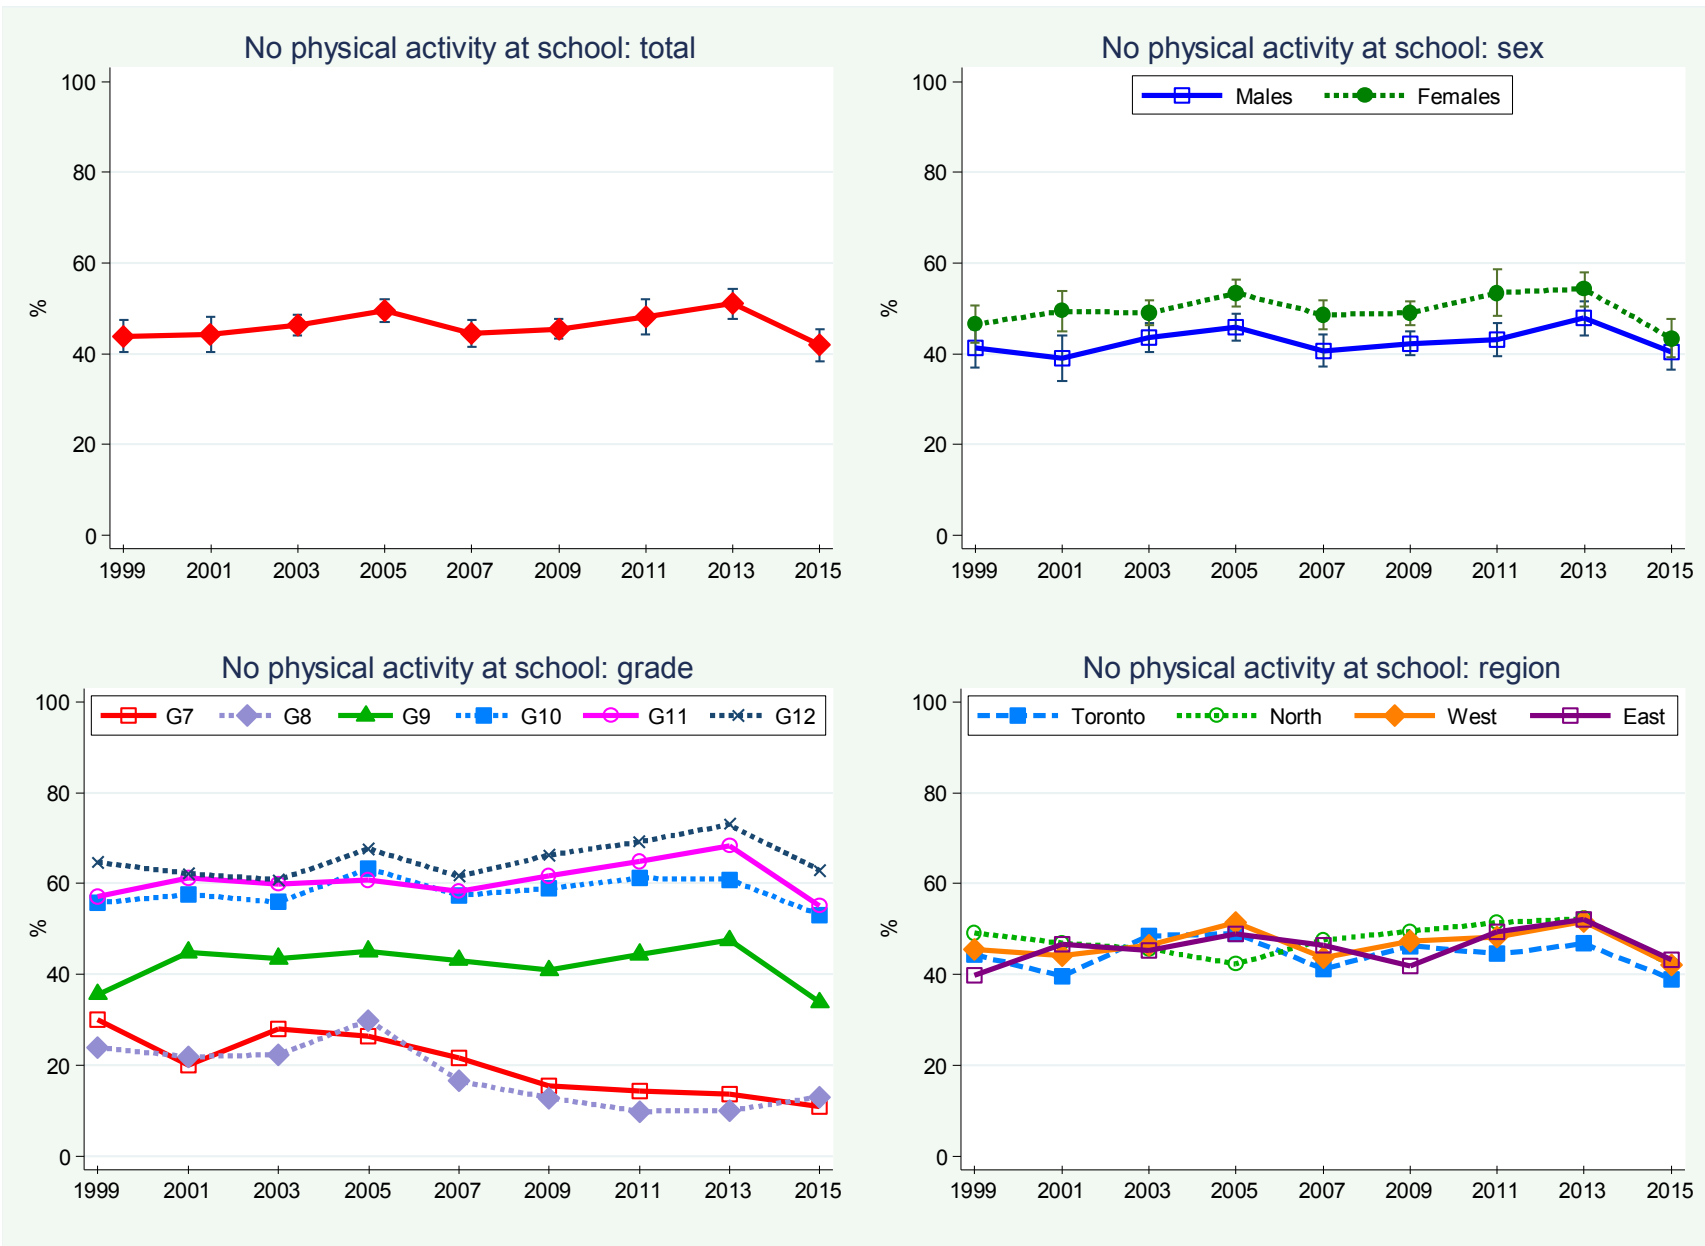 No physical activity at school: total
100
80
60
40
20
0
%
1999 2001 2003 2005 2007 2009 2011 2013 2015
No physical activity at school: sex
Males Females
100
80
60
40
20
0
%
1999 2001 2003 2005 2007 2009 2011 2013 2015
No physical activity at school: grade
G7 G8 G9 G10 G11 G12
100
80
60
40
20
0
%
1999 2001 2003 2005 2007 2009 2011 2013 2015
No physical activity at school: region
Toronto North West East
100
80
60
40
20
0
%
1999 2001 2003 2005 2007 2009 2011 2013 2015